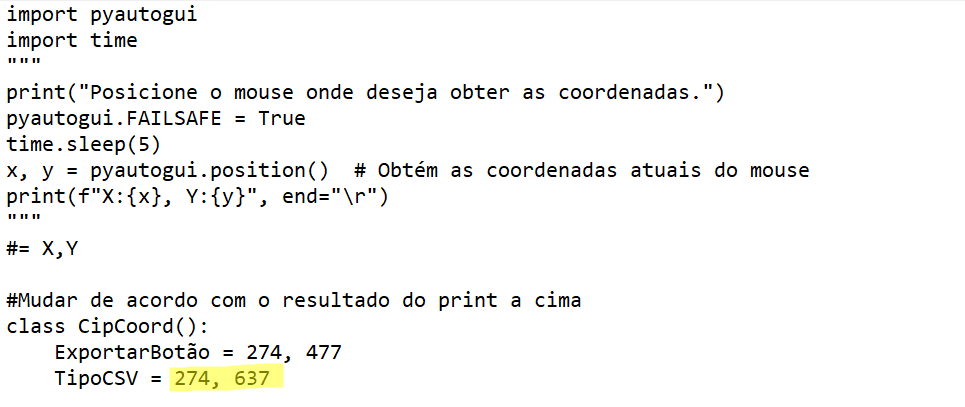 import pyautogui
import time
"""
print("Posicione o mouse onde deseja obter as coordenadas.")
pyautogui.FAILSAFE = True
time.sleep(5)
x, y = pyautogui.position()  # Obtém as coordenadas atuais do mouse
print(f"X:{x}, Y:{y}", end="\r")
"""
#= X,Y

#Mudar de acordo com o resultado do print a cima
class CipCoord():
    ExportarBotão = 274, 477
    TipoCSV = 274, 637